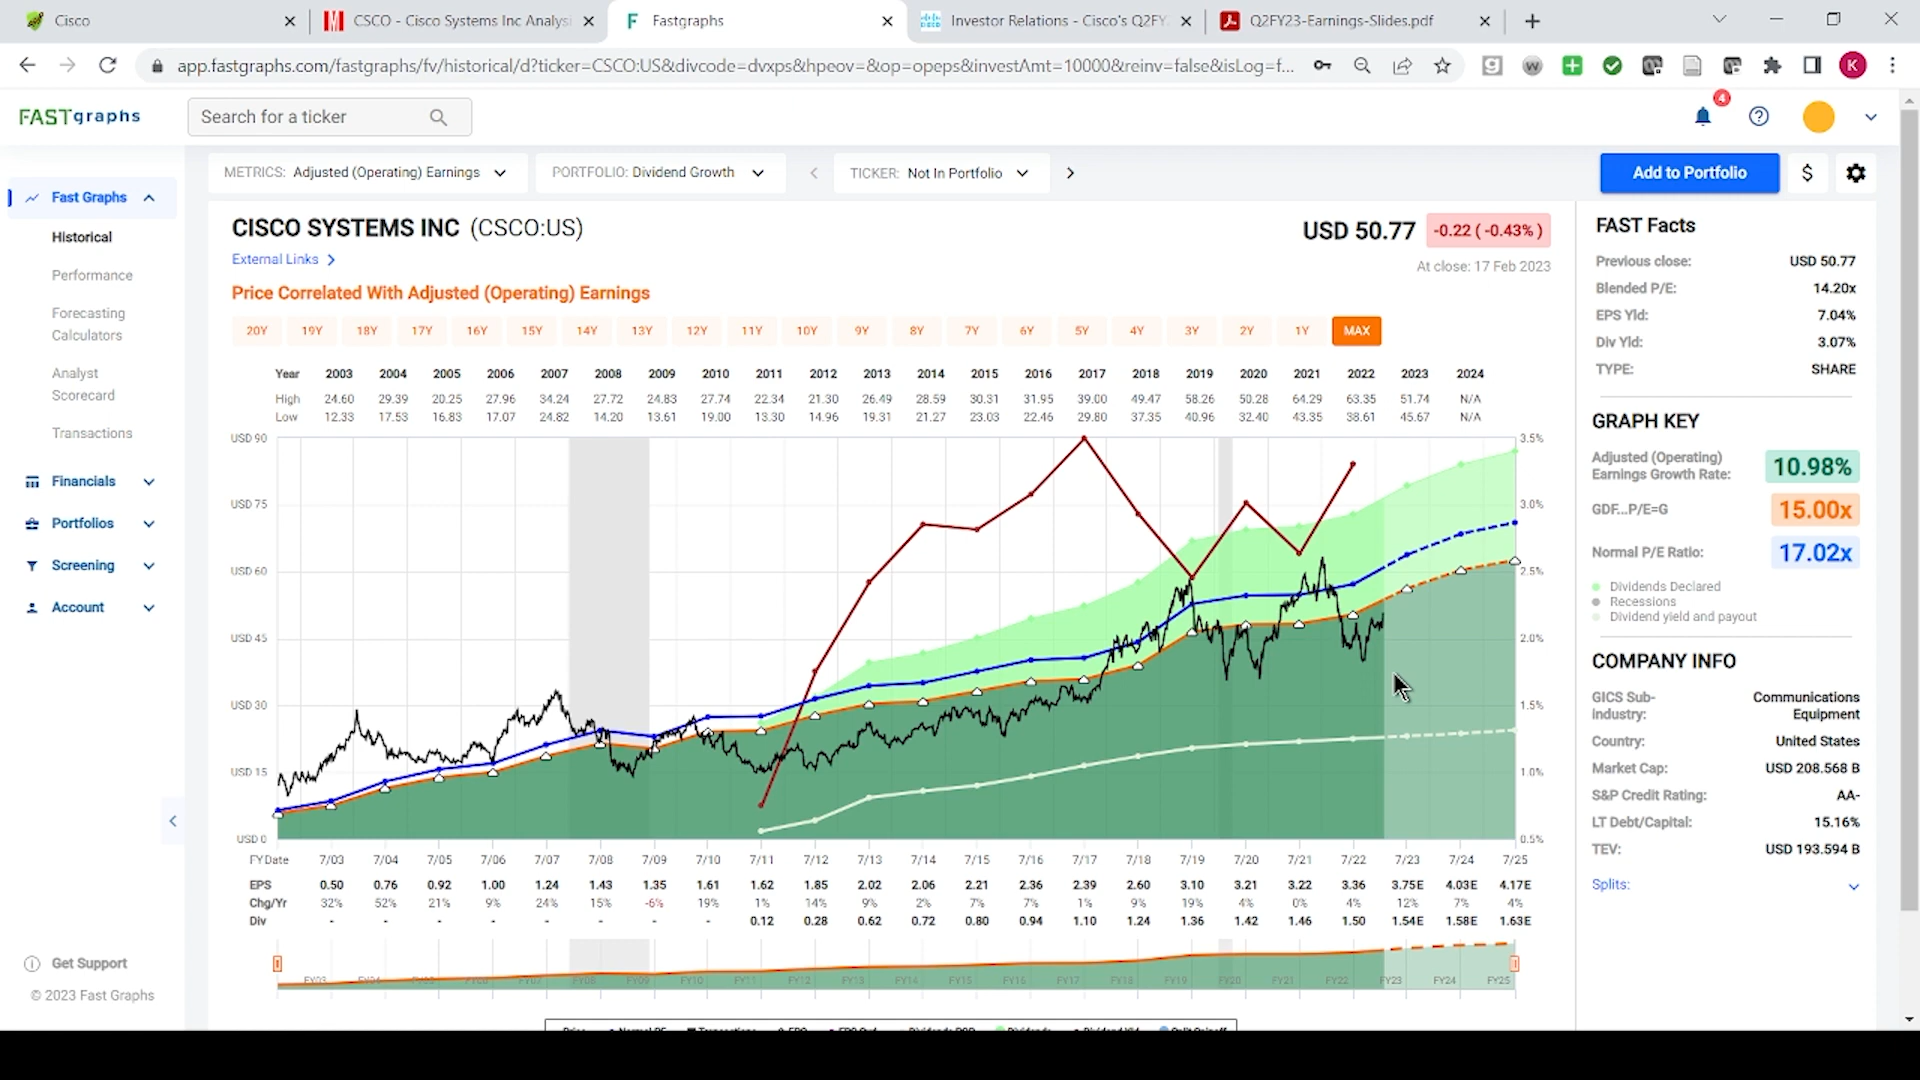 Cisco
CSCO - Cisco Systems Inc Analysi
Fastgraphs
Investor Relations - Cisco's Q2FY
Q2FY23-Earnings-Slides.pdf
app.fastgraphs.com/fastgraphs/fv/historical/d?ticker=CSCO:US&divcode=dvxps&hpeov=&op=opeps&investAmt=10000&reinv=false&isLog=f...
K
FASTgraphs
Search for a ticker
4
METRICS: Adjusted (Operating) Earnings
PORTFOLIO: Dividend Growth
TICKER: Not In Portfolio
Add to Portfolio
$
Fast Graphs
Historical
Performance
Forecasting
Calculators
Analyst
Scorecard
Transactions
Financials
Portfolios
Screening
Account
Get Support
© 2023 Fast Graphs
CISCO SYSTEMS INC (CSCO:US)
USD 50.77 -0.22 ( -0.43% )
External Links
At close: 17 Feb 2023
Price Correlated With Adjusted (Operating) Earnings
20Y 19Y 18Y 17Y 16Y 15Y 14Y 13Y 12Y 11Y 10Y 9Y 8Y 7Y 6Y 5Y 4Y 3Y 2Y 1Y MAX
Year 2003 2004 2005 2006 2007 2008 2009 2010 2011 2012 2013 2014 2015 2016 2017 2018 2019 2020 2021 2022 2023 2024
High 24.60 29.39 20.25 27.96 34.24 27.72 24.83 27.74 22.34 21.30 26.49 28.59 30.31 31.95 39.00 49.47 58.26 50.28 64.29 63.35 51.74 N/A
Low 12.33 17.53 16.83 17.07 24.82 14.20 13.61 19.00 13.30 14.96 19.31 21.27 23.03 22.46 29.80 37.35 40.96 32.40 43.35 38.61 45.67 N/A
USD 90 3.5%
USD 75 3.0%
USD 60 2.5%
USD 45 2.0%
USD 30 1.5%
USD 15 1.0%
USD 0 0.5%
FY Date 7/03 7/04 7/05 7/06 7/07 7/08 7/09 7/10 7/11 7/12 7/13 7/14 7/15 7/16 7/17 7/18 7/19 7/20 7/21 7/22 7/23 7/24 7/25
EPS 0.50 0.76 0.92 1.00 1.24 1.43 1.35 1.61 1.62 1.85 2.02 2.06 2.21 2.36 2.39 2.60 3.10 3.21 3.22 3.36 3.75E 4.03E 4.17E
Chg/Yr 32% 52% 21% 9% 24% 15% -6% 19% 1% 14% 9% 2% 7% 7% 1% 9% 19% 4% 0% 4% 12% 7% 4%
Div - - - - - - - - 0.12 0.28 0.62 0.72 0.80 0.94 1.10 1.24 1.36 1.42 1.46 1.50 1.54E 1.58E 1.63E
FY03 FY04 FY05 FY06 FY07 FY08 FY09 FY10 FY11 FY12 FY13 FY14 FY15 FY16 FY17 FY18 FY19 FY20 FY21 FY22 FY23 FY24 FY25
FAST Facts
Previous close: USD 50.77
Blended P/E: 14.20x
EPS Yld: 7.04%
Div Yld: 3.07%
TYPE: SHARE
GRAPH KEY
Adjusted (Operating)
Earnings Growth Rate: 10.98%
GDF...P/E=G 15.00x
Normal P/E Ratio: 17.02x
Dividends Declared
Recessions
Dividend yield and payout
COMPANY INFO
GICS Sub-
industry: Communications
Equipment
Country: United States
Market Cap: USD 208.568 B
S&P Credit Rating: AA-
LT Debt/Capital: 15.16%
TEV: USD 193.594 B
Splits: